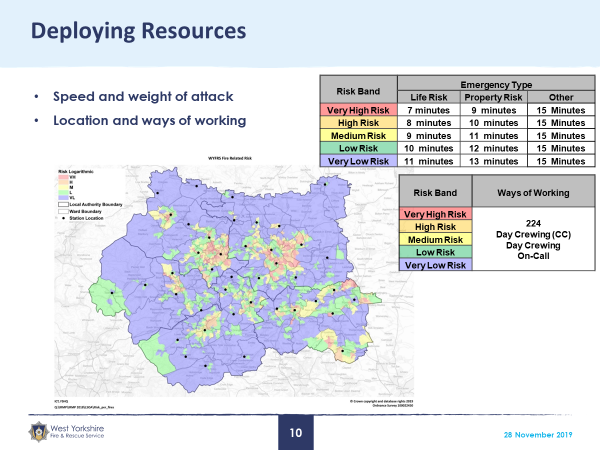 Deploying Resources
• Speed and weight of attack
• Location and ways of working
Risk Band Emergency Type
Life Risk Property Risk Other
Very High Risk 7 minutes 9 minutes 15 Minutes
High Risk 8 minutes 10 minutes 15 Minutes
Medium Risk 9 minutes 11 minutes 15 Minutes
Low Risk 10 minutes 12 minutes 15 Minutes
Very Low Risk 11 minutes 13 minutes 15 Minutes
Risk Band Ways of Working
Very High Risk
High Risk
Medium Risk
Low Risk
Very Low Risk
224
Day Crewing (CC)
Day Crewing
On-Call
WYFRS Fire Related Risk
Risk Logarithmic
VH
H
M
L
VL
Local Authority Boundary
Ward Boundary
Station Location
© Crown copyright and database rights
Ordnance Survey
West Yorkshire
Fire & Rescue Service
10
28 November 2019